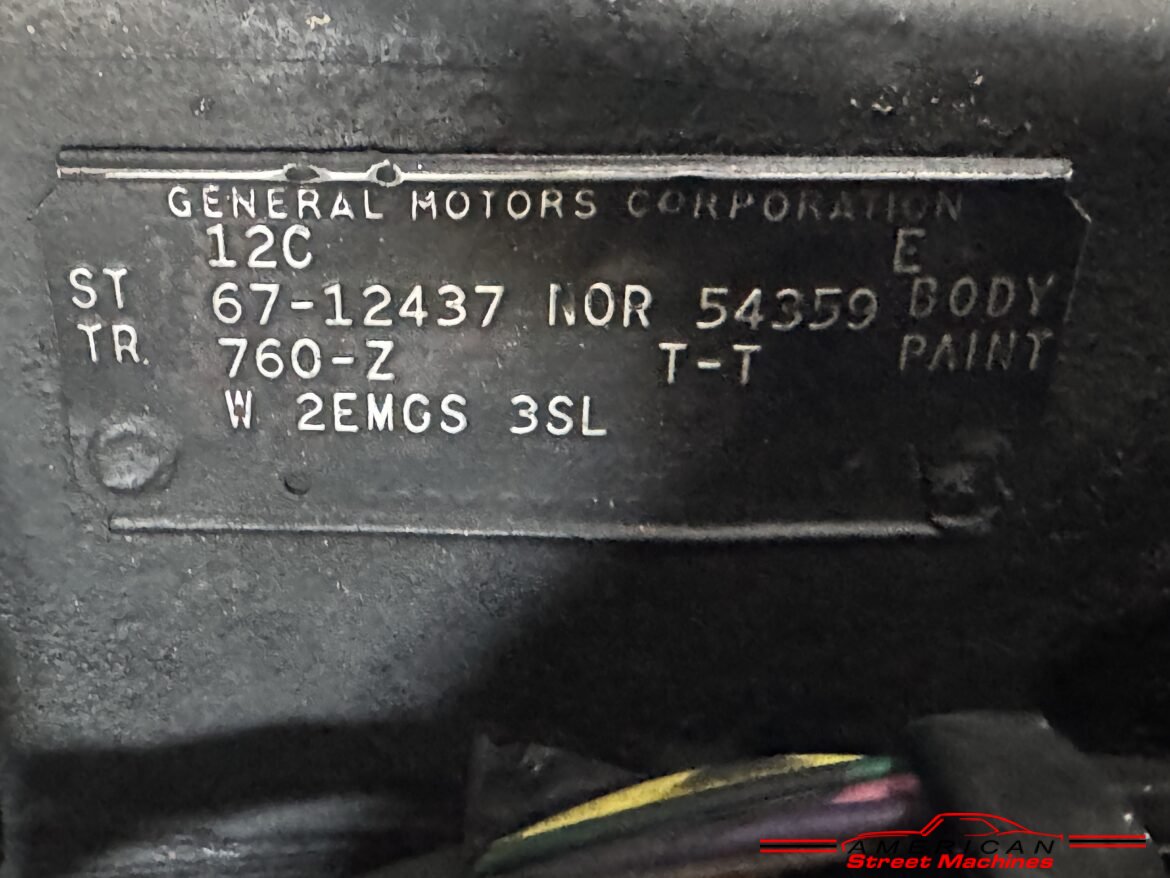 GENERAL MOTORS CORPORATION
12C E
ST 67-12437 NOR 54359 BODY
TR. 760-Z T-T PAINT
W 2EMGS 3SL
AMERICAN
Street Machines